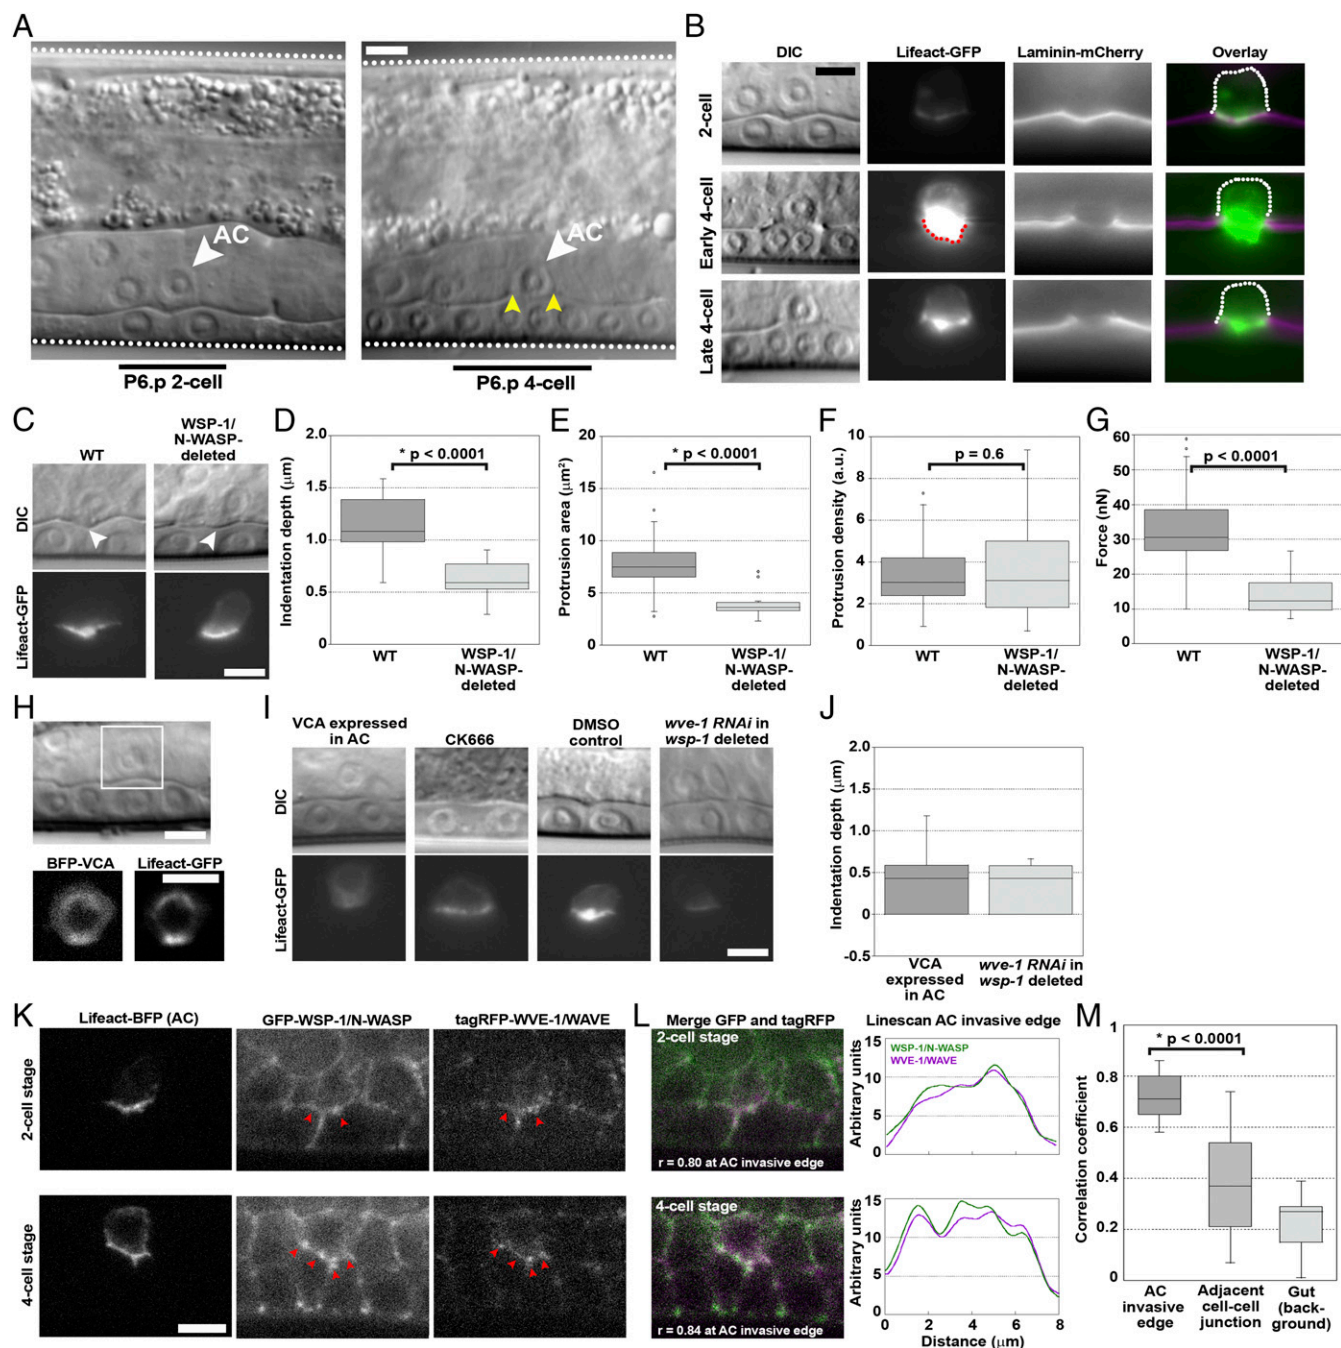 A
AC
AC
P6.p 2-cell
P6.p 4-cell
B
DIC
Lifeact-GFP
Laminin-mCherry
Overlay
2-cell
Early 4-cell
Late 4-cell
C
WT
WSP-1/
N-WASP-
deleted
DIC
Lifeact-GFP
D
Indentation depth (μm)
2.0
1.5
1.0
0.5
0
* p < 0.0001
WT
WSP-1/
N-WASP-
deleted
E
Protrusion area (μm²)
20
15
10
5
0
* p < 0.0001
WT
WSP-1/
N-WASP-
deleted
F
Protrusion density (a.u.)
10
8
6
4
2
0
p = 0.6
WT
WSP-1/
N-WASP-
deleted
G
Force (nN)
60
50
40
30
20
10
0
p < 0.0001
WT
WSP-1/
N-WASP-
deleted
H
BFP-VCA
Lifeact-GFP
I
VCA expressed
in AC
CK666
DMSO
control
wve-1 RNAi in
wsp-1 deleted
DIC
Lifeact-GFP
J
Indentation depth (μm)
2.0
1.5
1.0
0.5
0
-0.5
VCA
expressed
in AC
wve-1 RNAi in
wsp-1 deleted
K
Lifeact-BFP (AC)
GFP-WSP-1/N-WASP
tagRFP-WVE-1/WAVE
2-cell stage
4-cell stage
L
Merge GFP and tagRFP
Linescan AC invasive edge
2-cell stage
r = 0.80 at AC invasive edge
4-cell stage
r = 0.84 at AC invasive edge
WSP-1/N-WASP
WVE-1/WAVE
Arbitrary units
15
10
5
0
Arbitrary units
15
10
5
0
0 2 4 6 8
Distance (μm)
M
Correlation coefficient
0.8
0.6
0.4
0.2
0
* p < 0.0001
AC
invasive
edge
Adjacent
cell-cell
junction
Gut
(back-
ground)